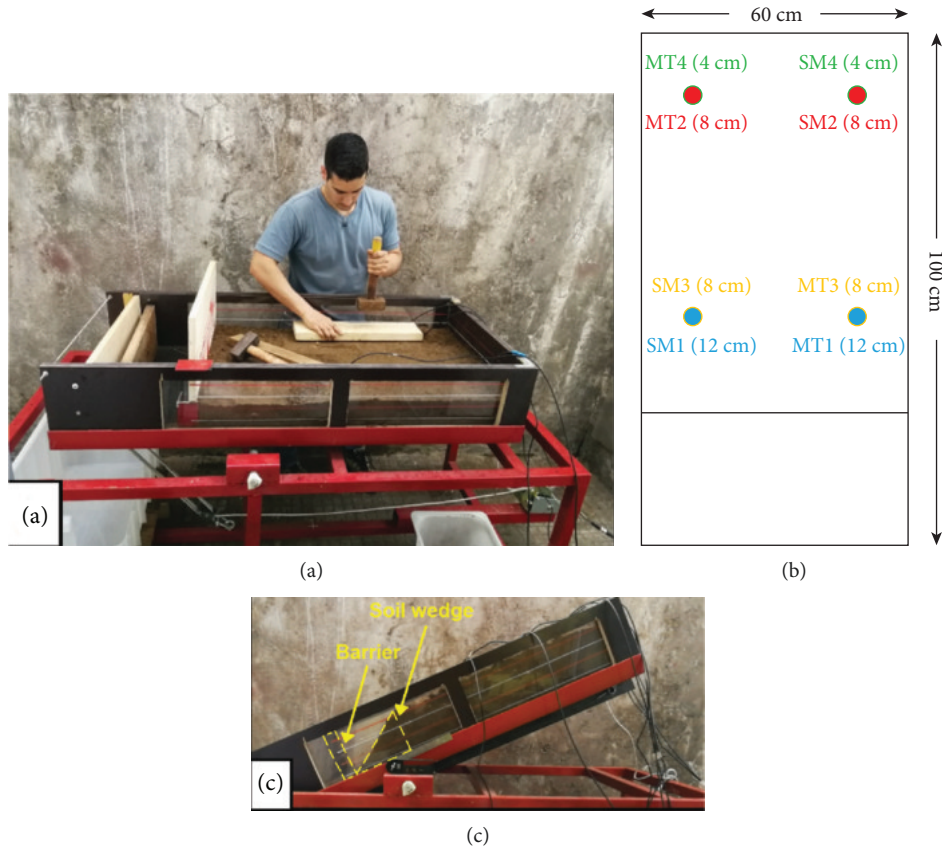 60 cm
MT4 (4 cm) SM4 (4 cm)
MT2 (8 cm) SM2 (8 cm)
SM3 (8 cm) MT3 (8 cm)
SM1 (12 cm) MT1 (12 cm)
100 cm
(a)
(a)
(b)
Soil wedge
Barrier
(c)
(c)